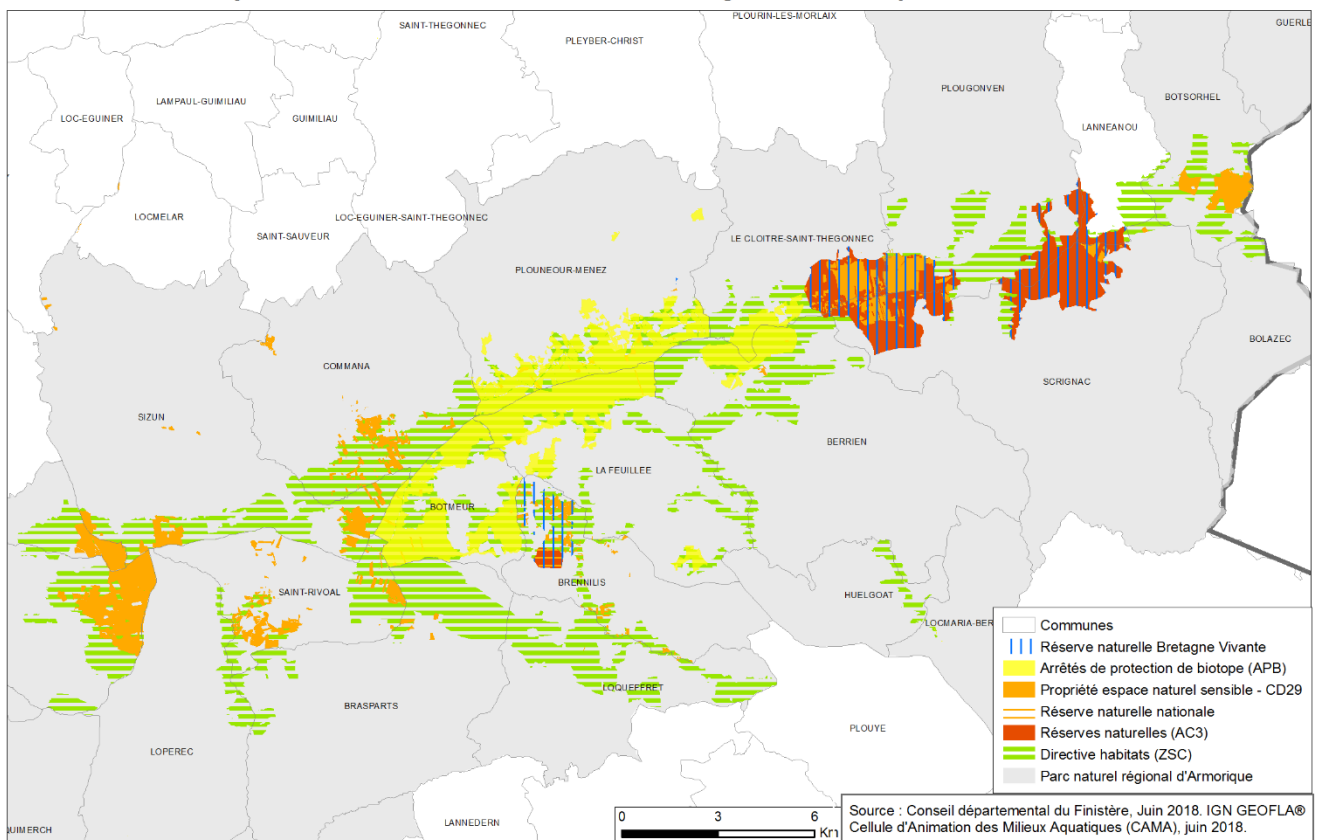 SAINT-THEGONNEC
PLOURIN-LES-MORLAIX
GUERLE
PLEYBER-CHRIST
PLOUGONVEN
BOTSORHEL
LAMPAUL-GUIMILIAU
LOC-EGUINER
GUIMILIAU
LANNEANOU
LOCMELAR
LOC-EGUINER-SAINT-THEGONNEC
SAINT-SAUVEUR
LE CLOITRE-SAINT-THEGONNEC
PLOUNEOUR-MENEZ
BOLAZEC
COMMANA
SCRIGNAC
SIZUN
BERRIEN
LA FEUILLEE
BOTMEUR
BRENNILIS
SAINT-RIVOAL
HUELGOAT
LOCMARIA-BER
LOQUEFFRET
BRASPARTS
PLOUYE
LOPEREC
LANNEDERN
QUIMERCH
Communes
Réserve naturelle Bretagne Vivante
Arrêtés de protection de biotope (APB)
Propriété espace naturel sensible - CD29
Réserve naturelle nationale
Réserves naturelles (AC3)
Directive habitats (ZSC)
Parc naturel régional d'Armorique
0 3 6
Km
Source : Conseil départemental du Finistère, Juin 2018. IGN GEOFLA®
Cellule d'Animation des Milieux Aquatiques (CAMA), juin 2018.